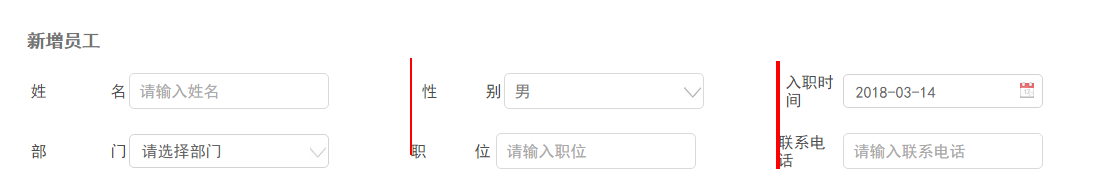 新增员工
姓 名 请输入姓名 性 别 男 入职时
间 2018-03-14
部 门 请选择部门 职 位 请输入职位 联系电
话 请输入联系电话